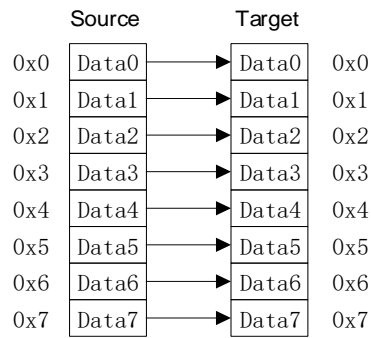 Source Target
0x0 Data0 Data0 0x0
0x1 Data1 Data1 0x1
0x2 Data2 Data2 0x2
0x3 Data3 Data3 0x3
0x4 Data4 Data4 0x4
0x5 Data5 Data5 0x5
0x6 Data6 Data6 0x6
0x7 Data7 Data7 0x7